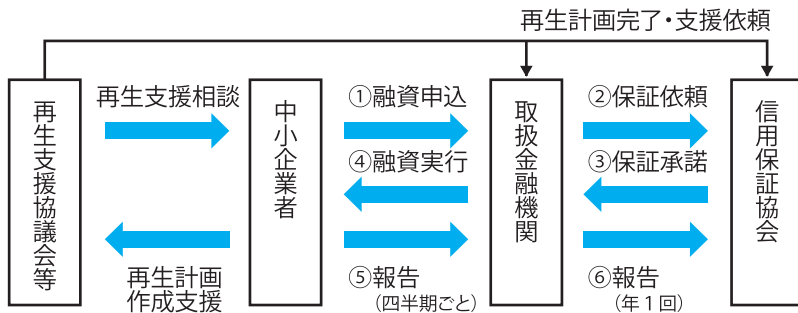 再生計画完了・支援依頼
再生支援協議会等
再生支援相談
再生計画
作成支援
中小企業者
①融資申込
④融資実行
⑤報告
（四半期ごと）
取扱金融機関
②保証依頼
③保証承諾
⑥報告
（年１回）
信用保証協会